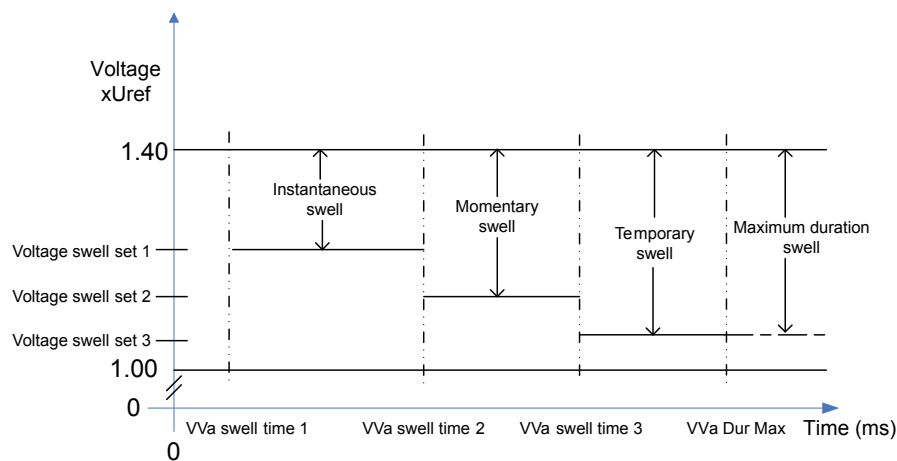 Voltage
xUref
1.40
Instantaneous
swell
Momentary
swell
Temporary
swell
Maximum duration
swell
Voltage swell set 1
Voltage swell set 2
Voltage swell set 3
1.00
0
VVa swell time 1
VVa swell time 2
VVa swell time 3
VVa Dur Max
Time (ms)
0